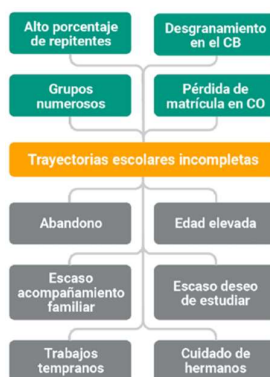 Alto porcentaje
de repitentes
Desgranamiento
en el CB
Grupos
numerosos
Pérdida de
matrícula en CO
Trayectorias escolares incompletas
Abandono
Edad elevada
Escaso
acompañamiento
familiar
Escaso deseo
de estudiar
Trabajos
tempranos
Cuidado de
hermanos